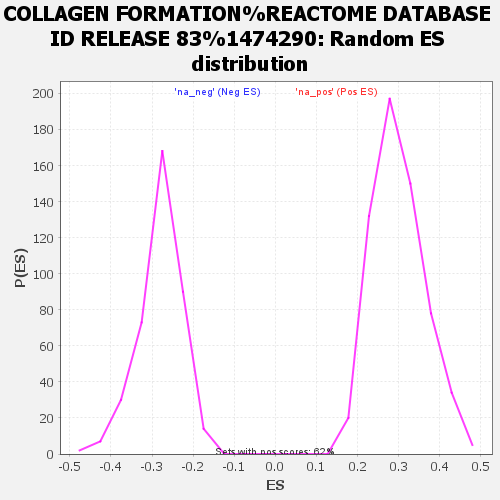 COLLAGEN FORMATION%REACTOME DATABASE
ID RELEASE 83%1474290: Random ES
distribution
'na_neg' (Neg ES) 'na_pos' (Pos ES)
P(ES)
200
180
160
140
120
100
80
60
40
20
0
Sets with pos scores: 62%
-0.5 -0.4 -0.3 -0.2 -0.1 0.0 0.1 0.2 0.3 0.4 0.5
ES